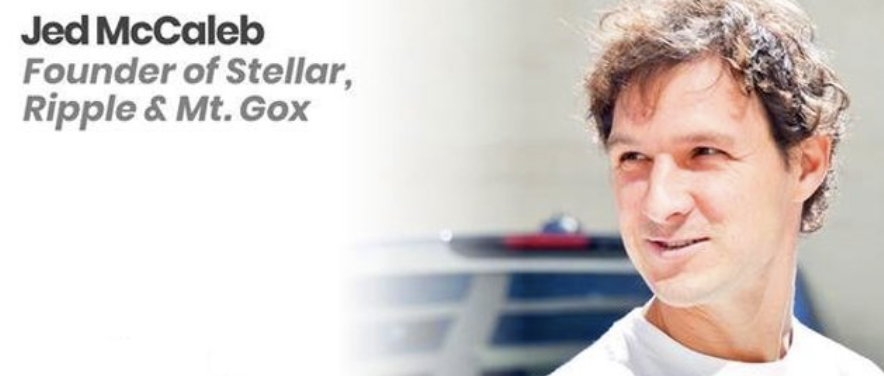 Jed McCaleb
Founder of Stellar,
Ripple & Mt. Gox